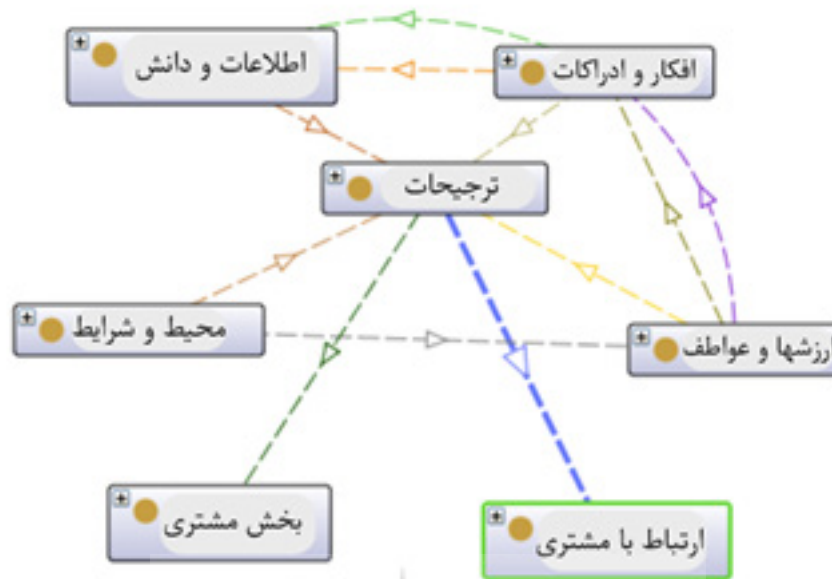 افکار و ادراکات
اطلاعات و دانش
ترجیحات
محیط و شرایط
ارزشها و عواطف
بخش مشتری
ارتباط با مشتری